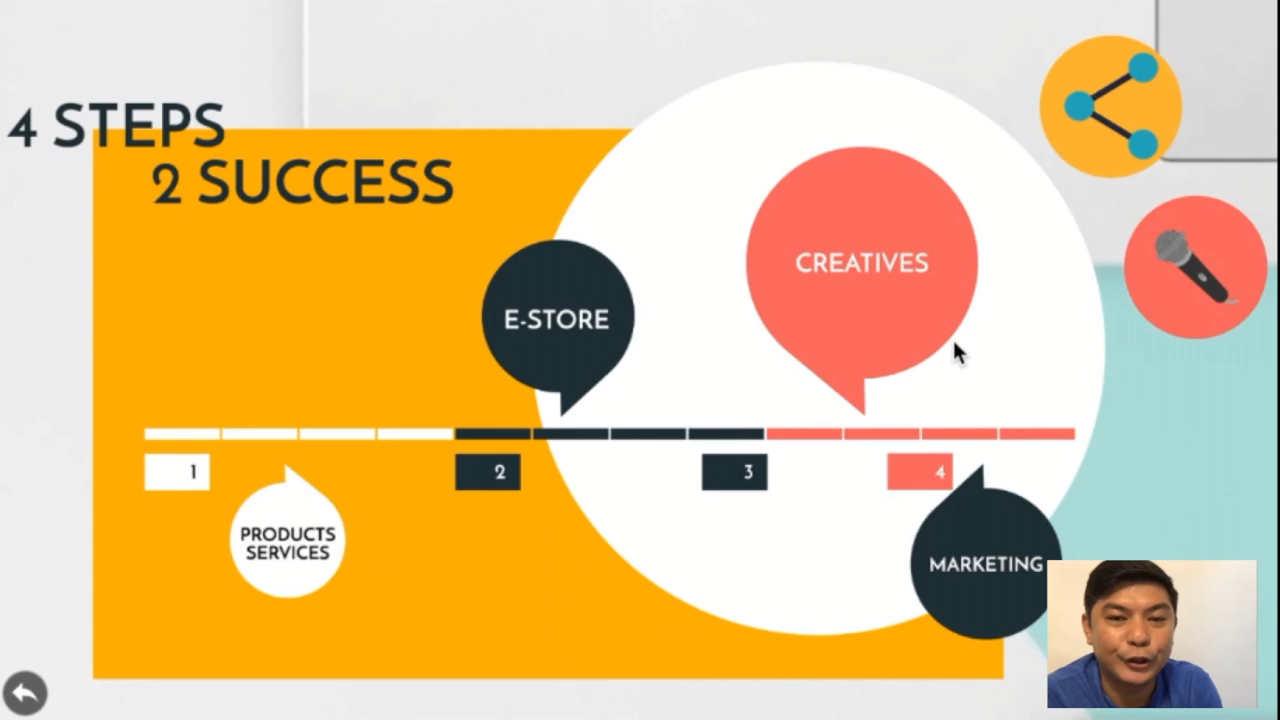 4 STEPS
2 SUCCESS
CREATIVES
E-STORE
1
2
3
4
PRODUCTS
SERVICES
MARKETING